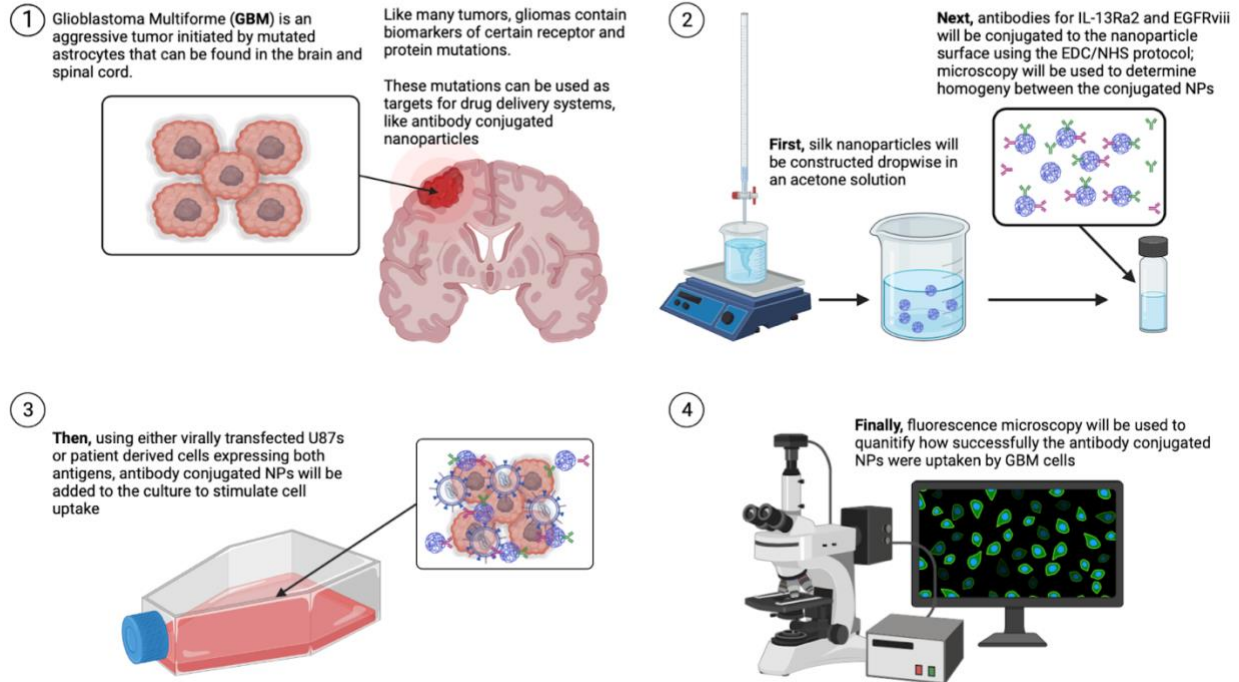 1
Glioblastoma Multiforme (GBM) is an
aggressive tumor initiated by mutated
astrocytes that can be found in the brain and
spinal cord.
Like many tumors, gliomas contain
biomarkers of certain receptor and
protein mutations.
These mutations can be used as
targets for drug delivery systems,
like antibody conjugated
nanoparticles
2
First, silk nanoparticles will
be constructed dropwise in
an acetone solution
Next, antibodies for IL-13Ra2 and EGFRviii
will be conjugated to the nanoparticle
surface using the EDC/NHS protocol;
microscopy will be used to determine
homogeny between the conjugated NPs
3
Then, using either virally transfected U87s
or patient derived cells expressing both
antigens, antibody conjugated NPs will be
added to the culture to stimulate cell
uptake
4
Finally, fluorescence microscopy will be used to
quanitify how successfully the antibody conjugated
NPs were uptaken by GBM cells